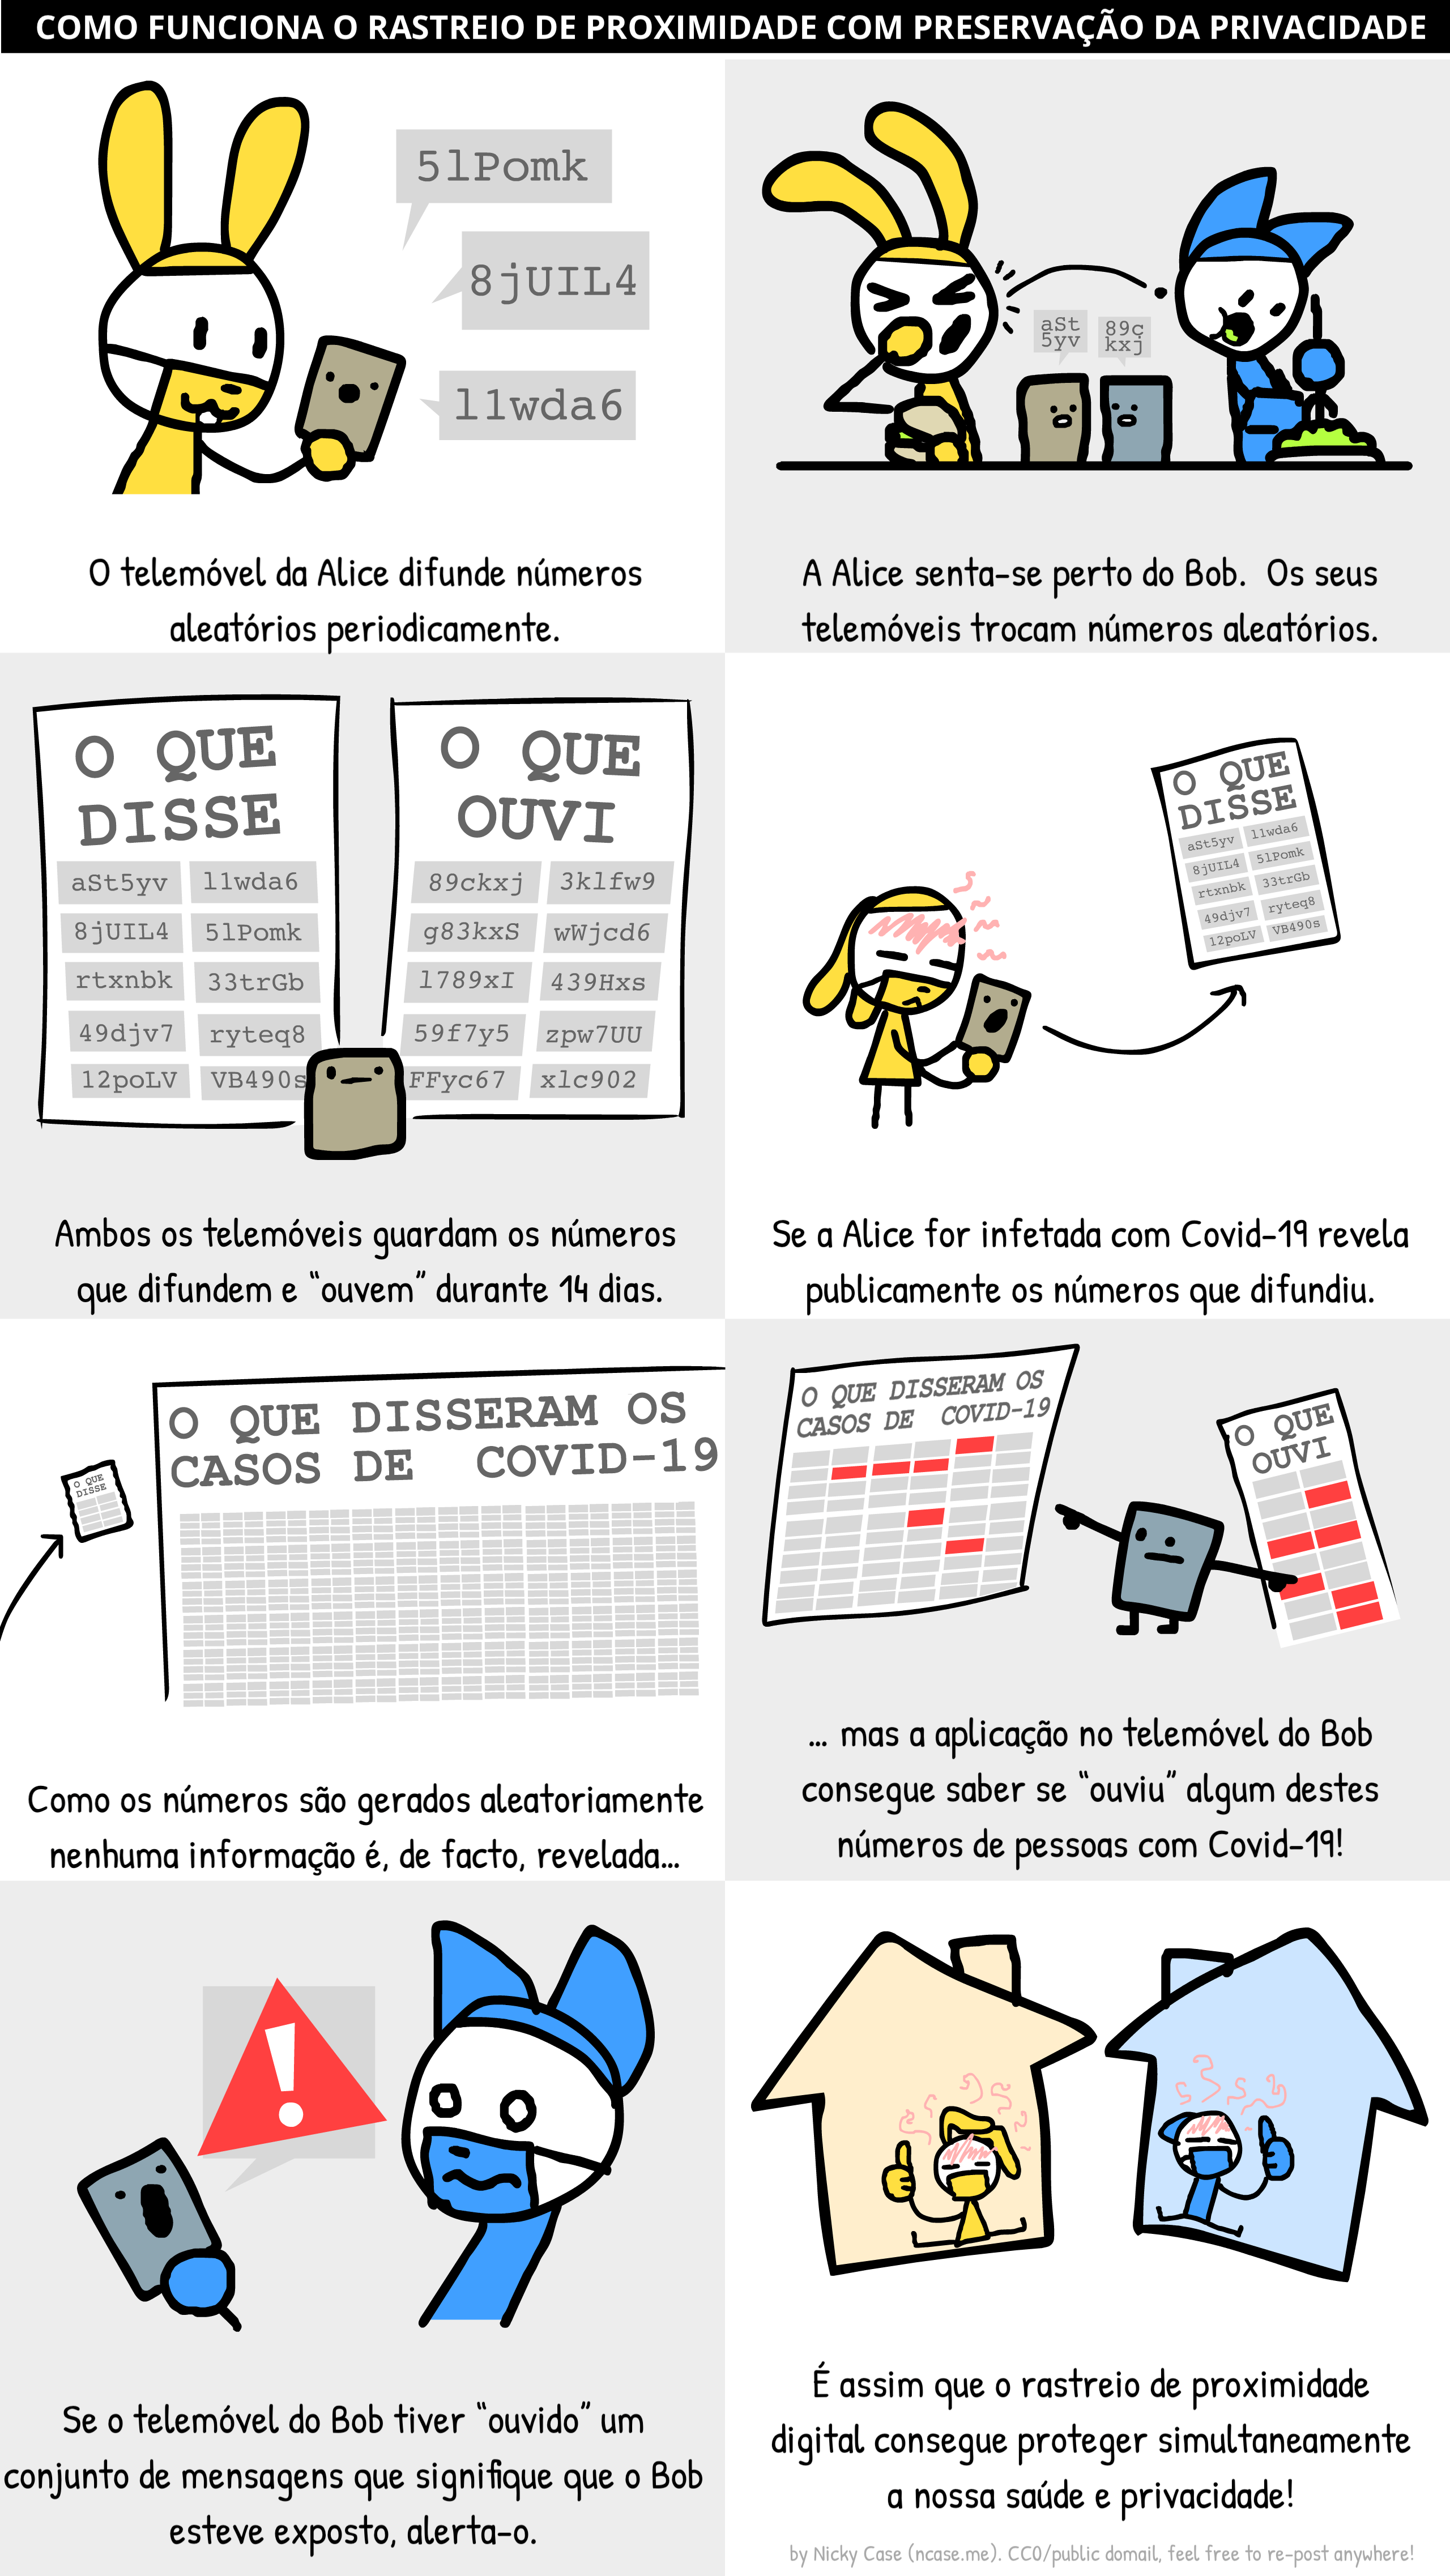 COMO FUNCIONA O RASTREIO DE PROXIMIDADE COM PRESERVAÇÃO DA PRIVACIDADE
5lPomk
8jUIL4
l1wda6
O telemóvel da Alice difunde números
aleatórios periodicamente.
aSt
5yv
89c
kxj
A Alice senta-se perto do Bob. Os seus
telemóveis trocam números aleatórios.
O QUE
DISSE
aSt5yv l1wda6
8jUIL4 5lPomk
rtxnbk 33trGb
49djv7 ryteq8
12poLV VB490s
O QUE
OUVI
89ckxj 3klfw9
g83kxS wWjcd6
l789xI 439Hxs
59f7y5 zpw7UU
FFyc67 xlc902
Ambos os telemóveis guardam os números
que difundem e “ouvem” durante 14 dias.
O QUE
DISSE
aSt5yv l1wda6
8jUIL4 5lPomk
rtxnbk 33trGb
49djv7 ryteq8
12poLV VB490s
Se a Alice for infetada com Covid-19 revela
publicamente os números que difundiu.
O QUE
DISSE
O QUE DISSERAM OS
CASOS DE COVID-19
Como os números são gerados aleatoriamente
nenhuma informação é, de facto, revelada...
O QUE DISSERAM OS
CASOS DE COVID-19
O QUE
OUVI
... mas a aplicação no telemóvel do Bob
consegue saber se “ouviu” algum destes
números de pessoas com Covid-19!
!
Se o telemóvel do Bob tiver “ouvido” um
conjunto de mensagens que signifique que o Bob
esteve exposto, alerta-o.
É assim que o rastreio de proximidade
digital consegue proteger simultaneamente
a nossa saúde e privacidade!
by Nicky Case (ncase.me). CC0/public domail, feel free to re-post anywhere!